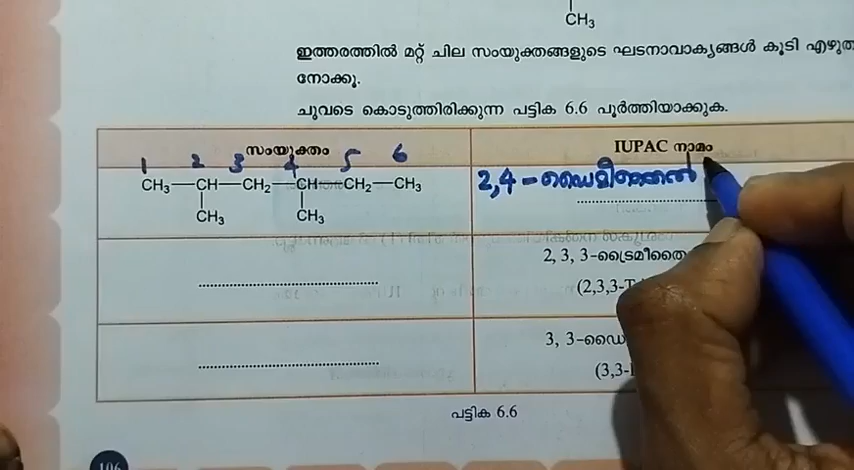 CH₃
ഇത്തരത്തിൽ മറ്റ് ചില സംയുക്തങ്ങളുടെ ഘടനാവാക്യങ്ങൾ കൂടി എഴുത
നോക്കൂ.
ചുവടെ കൊടുത്തിരിക്കുന്ന പട്ടിക 6.6 പൂർത്തിയാക്കുക.
സംയുക്തം IUPAC നാമം
1 2 3 4 5 6
CH₃—CH—CH₂—CH—CH₂—CH₃ 2,4-
CH₃ CH₃
2, 3, 3-ട്രൈമീതൈ
(2,3,3-T
3, 3-ഡൈ
(3,3-
പട്ടിക 6.6
106